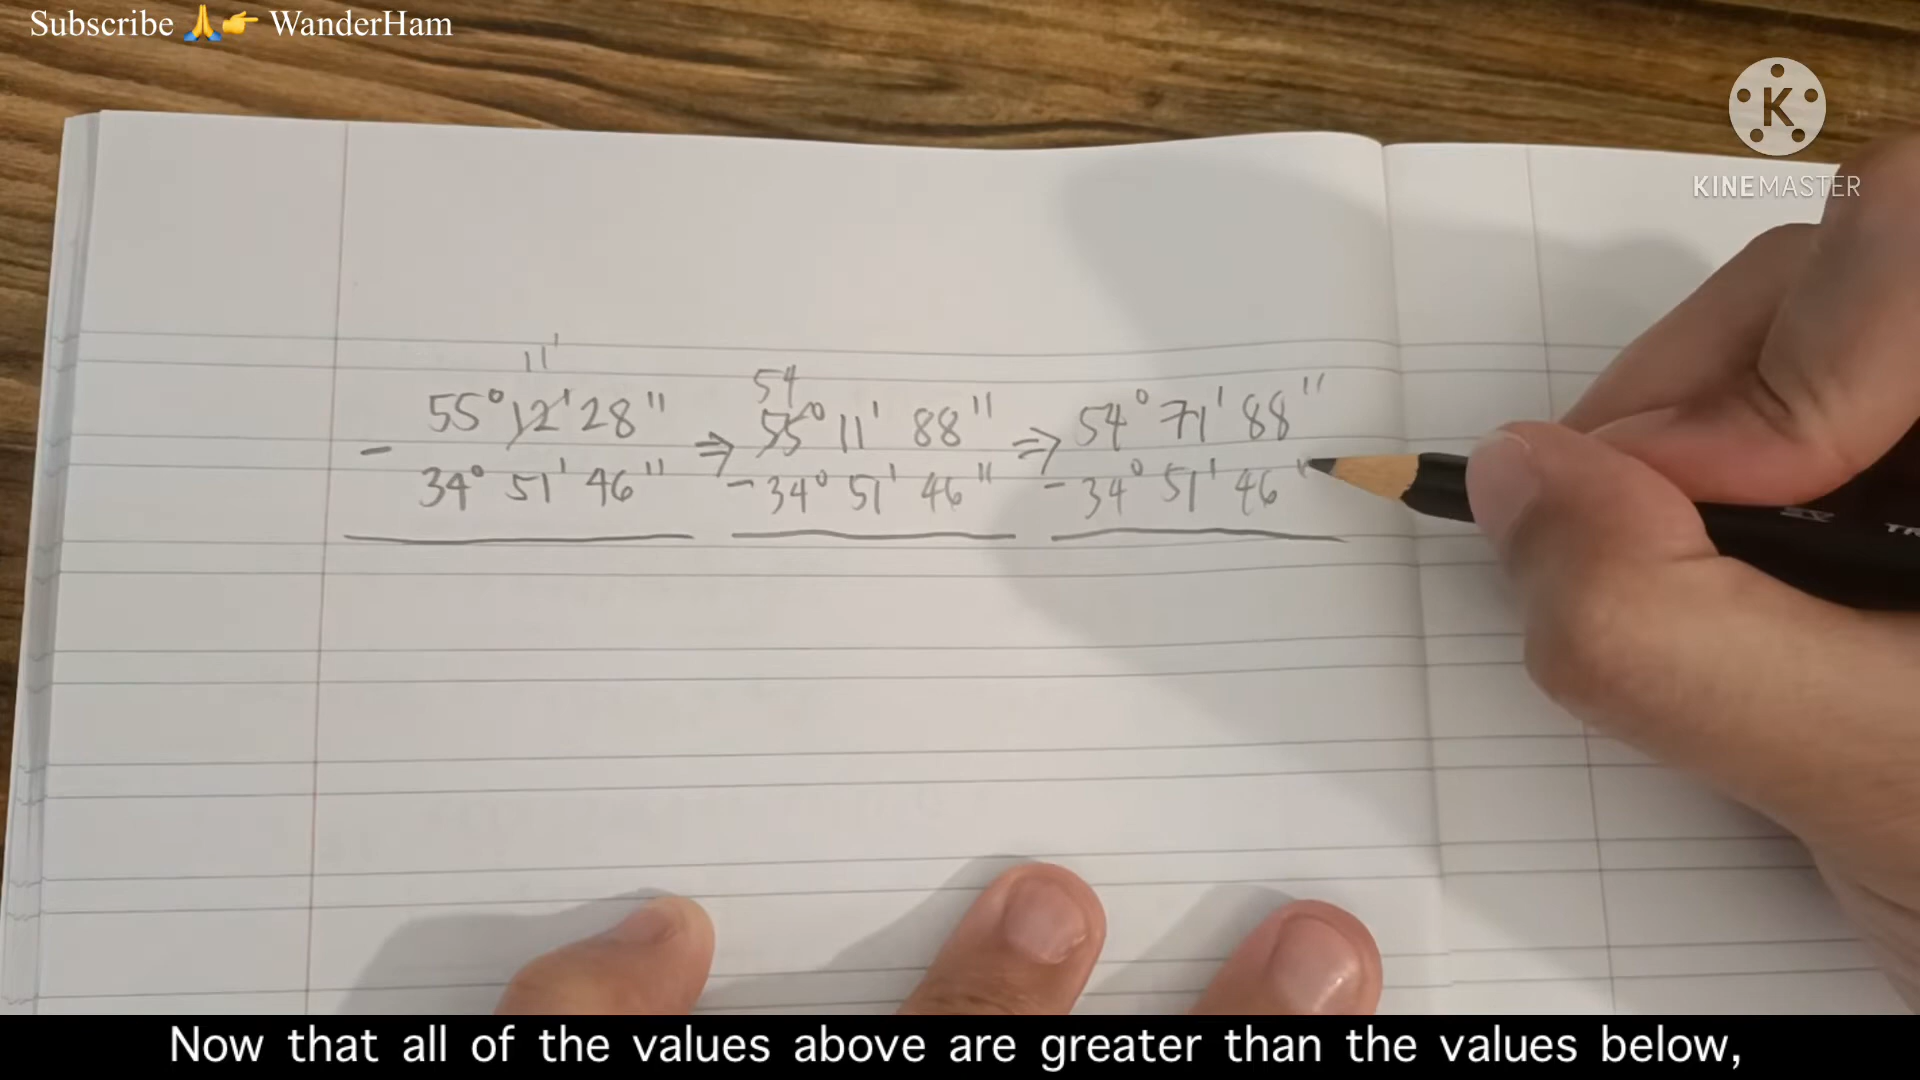 Subscribe 🙏👉 WanderHam
K
KINEMASTER
11'
54
55° 12' 28" ⇒ 55° 11' 88" ⇒ 54° 71' 88"
- 34° 51' 46" - 34° 51' 46" - 34° 51' 46"
Now that all of the values above are greater than the values below,